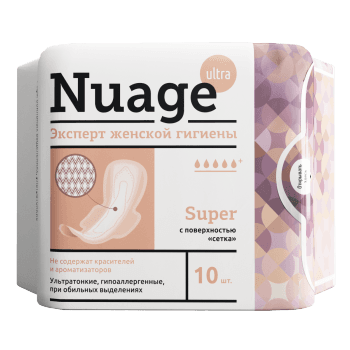 ultra
Nuage
Эксперт женской гигиены
Super
с поверхностью
«сетка»
Не содержат красителей
и ароматизаторов
10 шт.
Ультратонкие, гипоаллергенные,
при обильных выделениях
Открывать